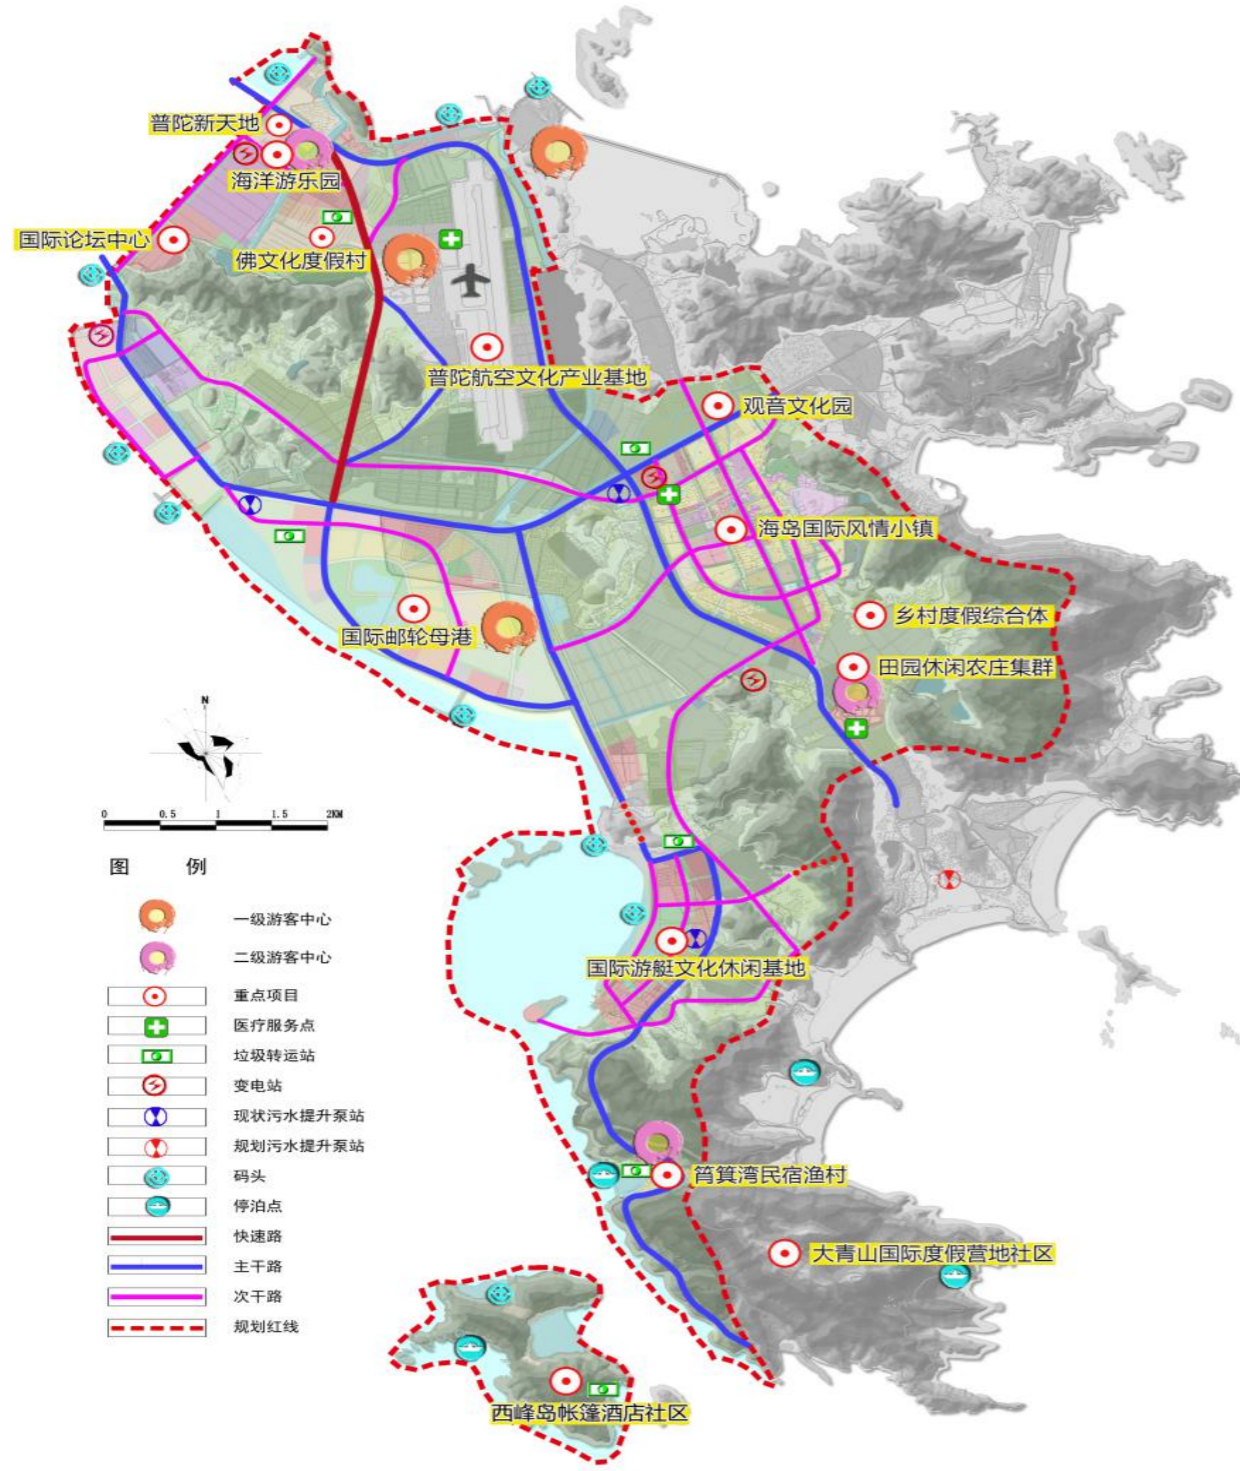 普陀新天地
海洋游乐园
国际论坛中心
佛文化度假村
普陀航空文化产业基地
观音文化园
海岛国际风情小镇
国际邮轮母港
乡村度假综合体
田园休闲农庄集群
N
0 0.5 1 1.5 2KM
图 例
一级游客中心
二级游客中心
重点项目
医疗服务点
垃圾转运站
变电站
现状污水提升泵站
规划污水提升泵站
码头
停泊点
快速路
主干路
次干路
规划红线
国际游艇文化休闲基地
筲箕湾民宿渔村
大青山国际度假营地社区
西峰岛帐篷酒店社区